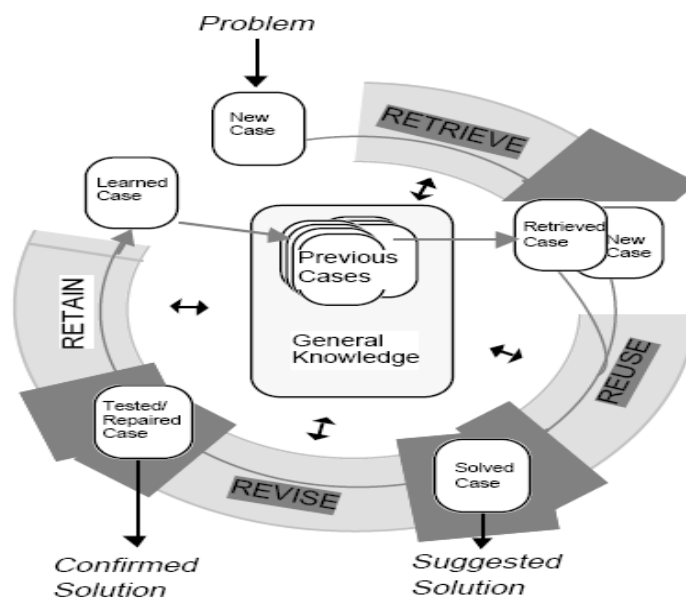 Problem
New
Case
RETRIEVE
Learned
Case
Retrieved
Case
New
Case
Previous
Cases
General
Knowledge
RETAIN
REUSE
Tested/
Repaired
Case
Solved
Case
REVISE
Confirmed
Solution
Suggested
Solution